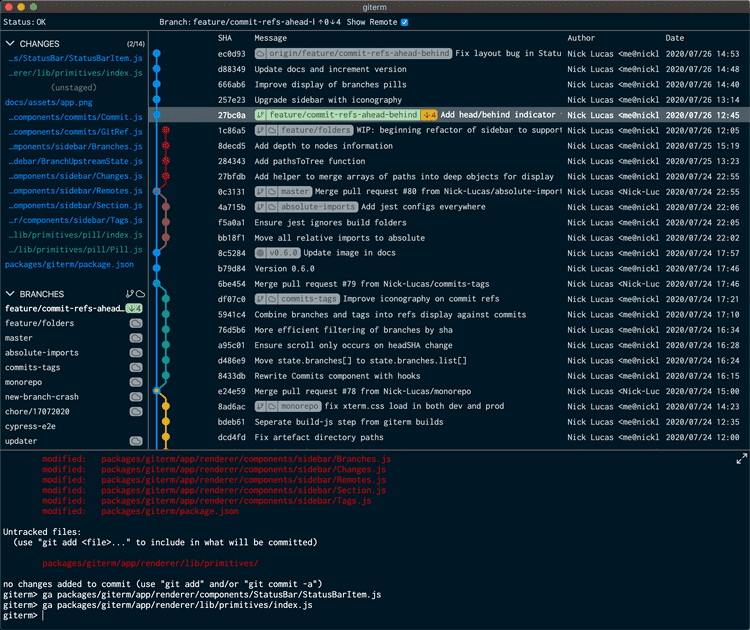 giterm
Status: OK Branch: feature/commit-refs-ahead-l ↑0↓4 Show Remote
SHA Message Author Date
CHANGES (2/14)
…s/StatusBar/StatusBarItem.js
…erer/lib/primitives/index.js
(unstaged)
docs/assets/app.png
…components/commits/Commit.js
…components/commits/GitRef.js
…mponents/sidebar/Branches.js
…debar/BranchUpstreamState.js
…omponents/sidebar/Changes.js
…omponents/sidebar/Remotes.js
…omponents/sidebar/Section.js
…r/components/sidebar/Tags.js
…lib/primitives/pill/index.js
…/lib/primitives/pill/Pill.js
packages/giterm/package.json
BRANCHES
feature/commit-refs-ahead… ↓4
feature/folders
master
absolute-imports
commits-tags
monorepo
new-branch-crash
chore/17072020
cypress-e2e
updater
ec0d93 origin/feature/commit-refs-ahead-behind Fix layout bug in Statu Nick Lucas <me@nickl 2020/07/26 14:53
d88349 Update docs and increment version Nick Lucas <me@nickl 2020/07/26 14:48
666ab6 Improve display of branches pills Nick Lucas <me@nickl 2020/07/26 14:40
257e23 Upgrade sidebar with iconography Nick Lucas <me@nickl 2020/07/26 13:14
27bc0a feature/commit-refs-ahead-behind ↓4 Add head/behind indicator Nick Lucas <me@nickl 2020/07/26 12:45
1c86a5 feature/folders WIP: beginning refactor of sidebar to support Nick Lucas <me@nickl 2020/07/26 12:05
8decd5 Add depth to nodes information Nick Lucas <me@nickl 2020/07/25 15:19
284343 Add pathsToTree function Nick Lucas <me@nickl 2020/07/25 13:23
27bfdb Add helper to merge arrays of paths into deep objects for display Nick Lucas <me@nickl 2020/07/24 22:55
0c3131 master Merge pull request #80 from Nick-Lucas/absolute-import Nick Lucas <Nick-Luc 2020/07/24 22:55
4a715b absolute-imports Add jest configs everywhere Nick Lucas <me@nickl 2020/07/24 22:55
f5a0a1 Ensure jest ignores build folders Nick Lucas <me@nickl 2020/07/24 22:05
bb18f1 Move all relative imports to absolute Nick Lucas <me@nickl 2020/07/24 22:02
8c5284 v0.6.0 Update image in docs Nick Lucas <me@nickl 2020/07/24 17:57
b79d84 Version 0.6.0 Nick Lucas <me@nickl 2020/07/24 17:46
6be454 Merge pull request #79 from Nick-Lucas/commits-tags Nick Lucas <Nick-Luc 2020/07/24 17:47
df07c0 commits-tags Improve iconography on commit refs Nick Lucas <me@nickl 2020/07/24 17:21
5941c4 Combine branches and tags into refs display against commits Nick Lucas <me@nickl 2020/07/24 17:10
76d5b6 More efficient filtering of branches by sha Nick Lucas <me@nickl 2020/07/24 16:34
a95c01 Ensure scroll only occurs on headSHA change Nick Lucas <me@nickl 2020/07/24 16:28
d486e9 Move state.branches[] to state.branches.list[] Nick Lucas <me@nickl 2020/07/24 16:24
8433db Rewrite Commits component with hooks Nick Lucas <me@nickl 2020/07/24 16:15
e24e59 Merge pull request #78 from Nick-Lucas/monorepo Nick Lucas <Nick-Luc 2020/07/24 15:00
8ad6ac monorepo fix xterm.css load in both dev and prod Nick Lucas <me@nickl 2020/07/24 14:23
bdeb61 Seperate build-js step from giterm builds Nick Lucas <me@nickl 2020/07/24 12:35
dcd4fd Fix artefact directory paths Nick Lucas <me@nickl 2020/07/24 12:00
modified: packages/giterm/app/renderer/components/sidebar/Branches.js
modified: packages/giterm/app/renderer/components/sidebar/Changes.js
modified: packages/giterm/app/renderer/components/sidebar/Remotes.js
modified: packages/giterm/app/renderer/components/sidebar/Section.js
modified: packages/giterm/app/renderer/components/sidebar/Tags.js
modified: packages/giterm/package.json
Untracked files:
(use "git add <file>..." to include in what will be committed)
packages/giterm/app/renderer/lib/primitives/
no changes added to commit (use "git add" and/or "git commit -a")
giterm> ga packages/giterm/app/renderer/components/StatusBar/StatusBarItem.js
giterm> ga packages/giterm/app/renderer/lib/primitives/index.js
giterm>